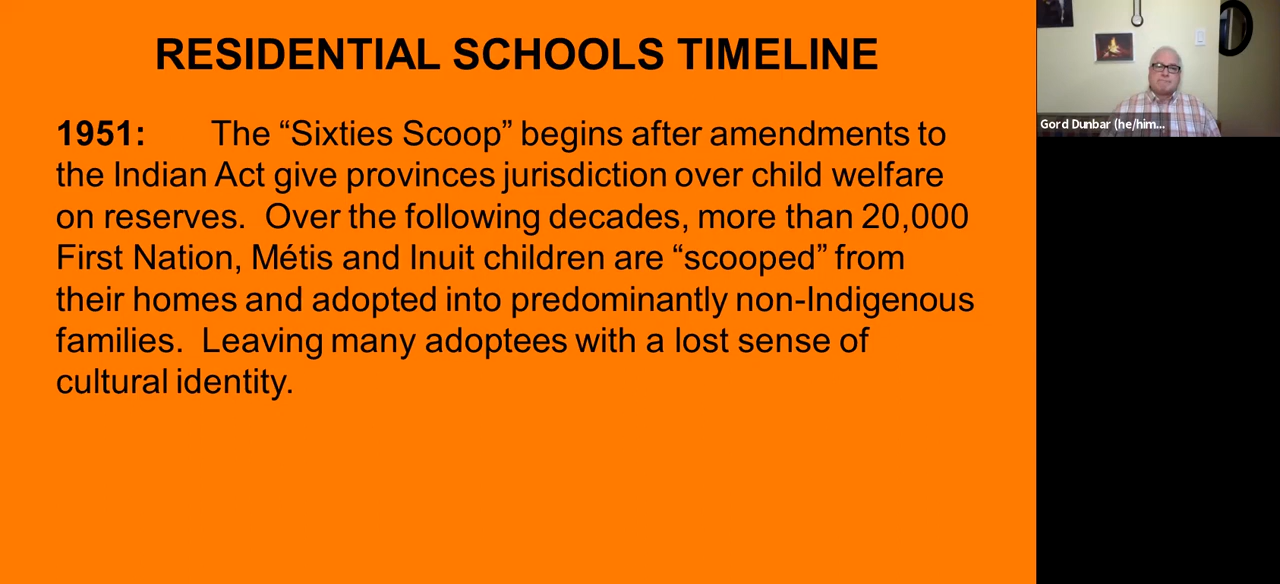 RESIDENTIAL SCHOOLS TIMELINE
1951: The “Sixties Scoop” begins after amendments to
the Indian Act give provinces jurisdiction over child welfare
on reserves. Over the following decades, more than 20,000
First Nation, Métis and Inuit children are “scooped” from
their homes and adopted into predominantly non-Indigenous
families. Leaving many adoptees with a lost sense of
cultural identity.
Gord Dunbar (he/him...